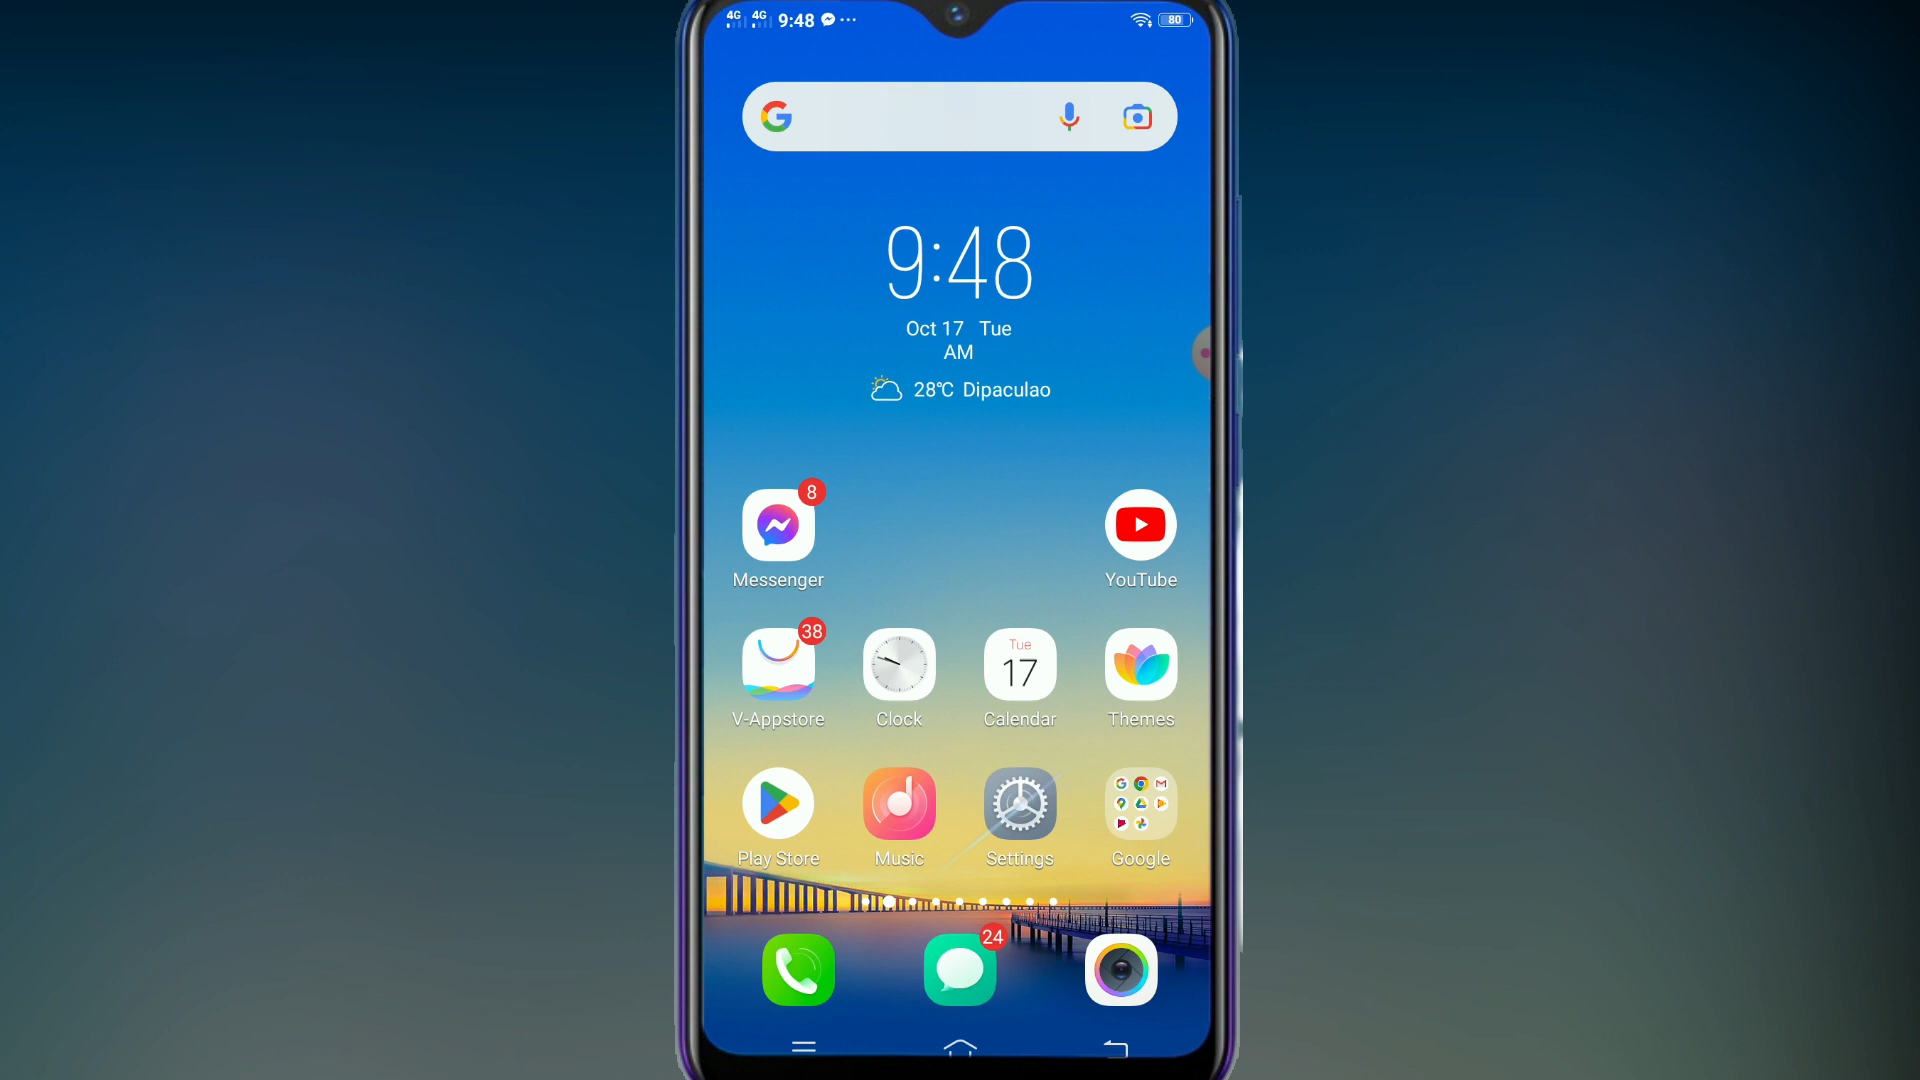 4G 4G 9:48 80
9:48
Oct 17 Tue
AM
28℃ Dipaculao
8
Messenger
YouTube
38
Tue
17
V-Appstore Clock Calendar Themes
Play Store Music Settings Google
24